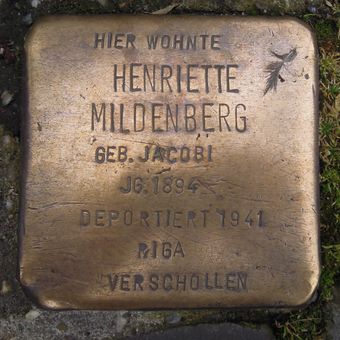 HIER WOHNTE
HENRIETTE
MILDENBERG
GEB. JACOBI
JG. 1894
DEPORTIERT 1941
RIGA
VERSCHOLLEN